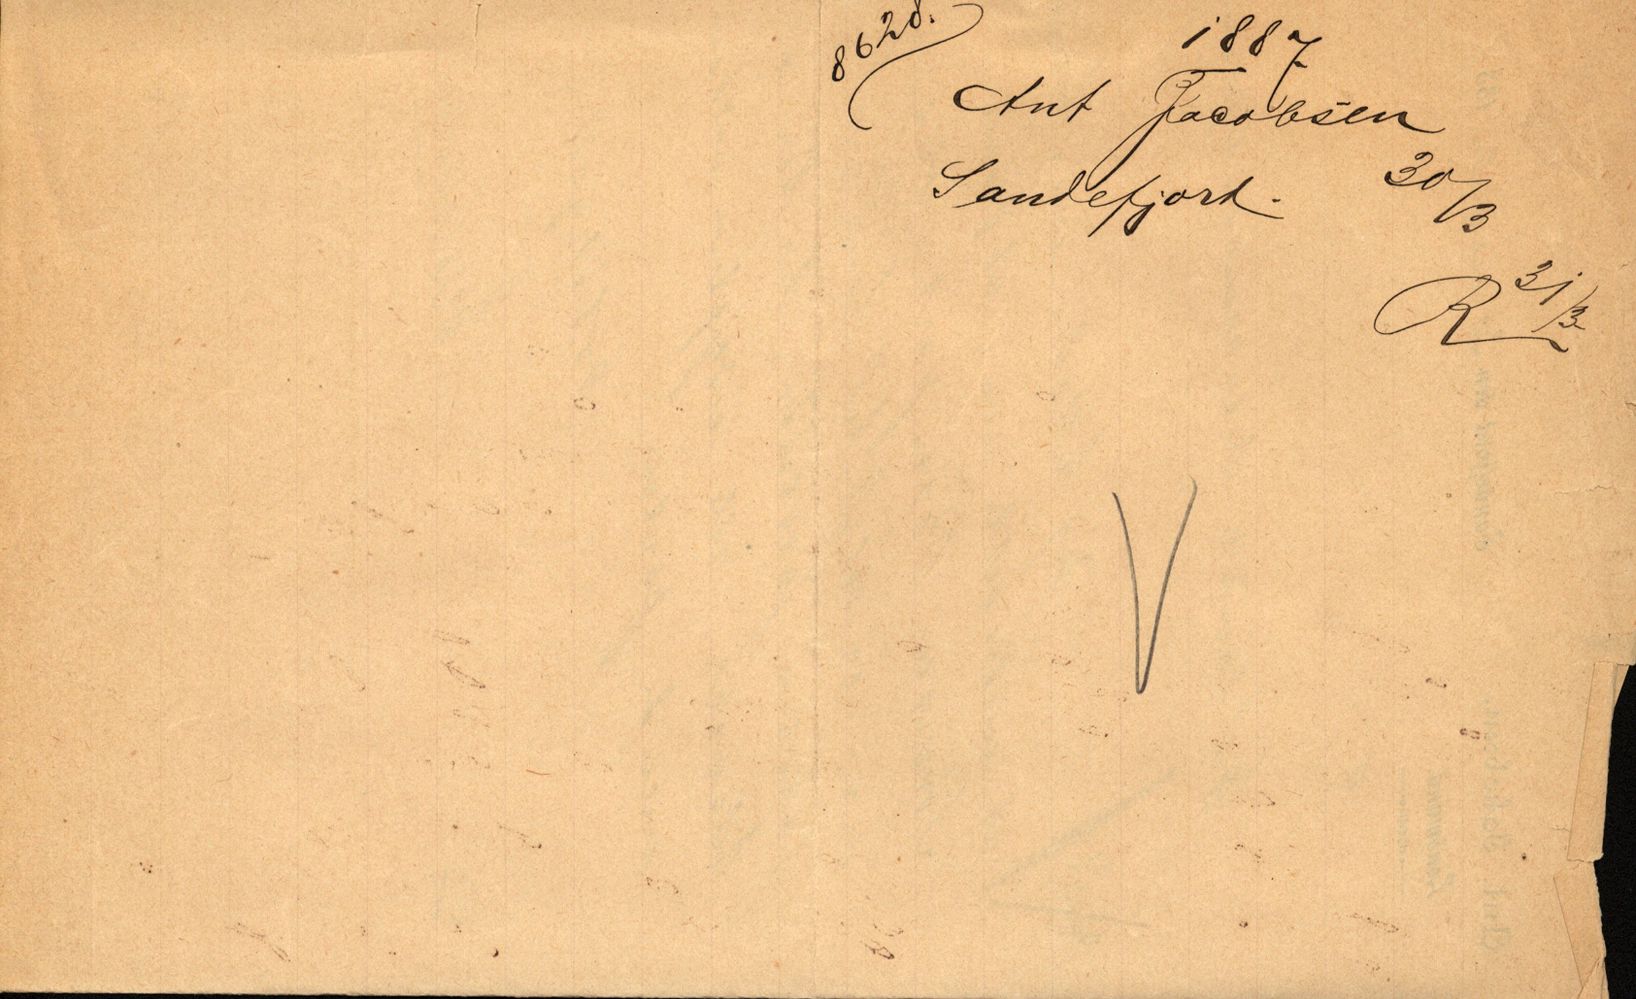 8628.
1887
Ant Jacobsen
Sandefjord. 30/3
R 31/3